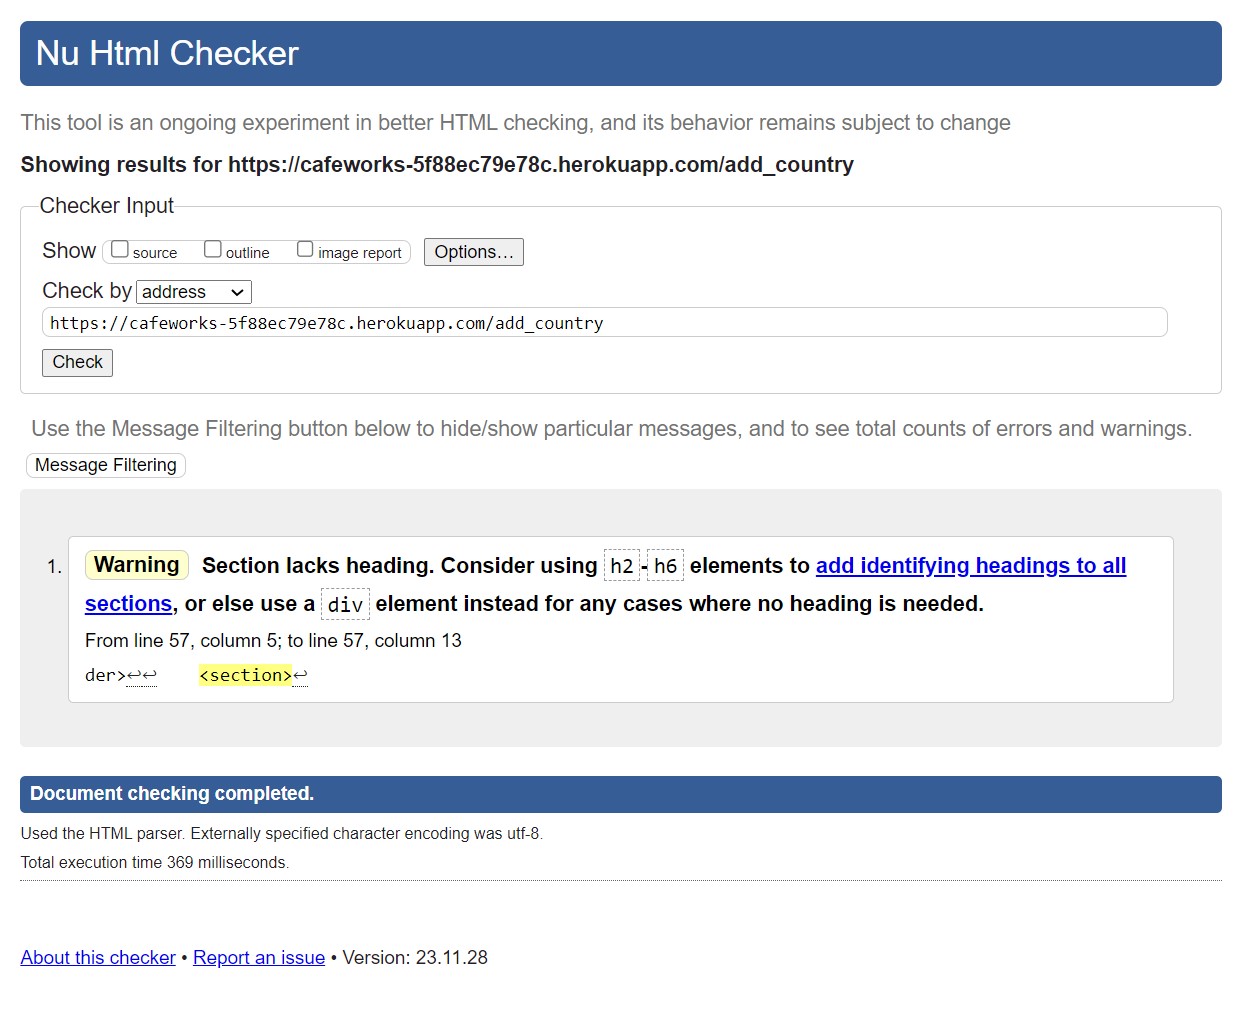 Nu Html Checker
This tool is an ongoing experiment in better HTML checking, and its behavior remains subject to change
Showing results for https://cafeworks-5f88ec79e78c.herokuapp.com/add_country
Checker Input
Show source outline image report Options...
Check by address
https://cafeworks-5f88ec79e78c.herokuapp.com/add_country
Check
Use the Message Filtering button below to hide/show particular messages, and to see total counts of errors and warnings.
Message Filtering
1. Warning Section lacks heading. Consider using h2-h6 elements to add identifying headings to all
sections, or else use a div element instead for any cases where no heading is needed.
From line 57, column 5; to line 57, column 13
der>↩↩    <section>↩
Document checking completed.
Used the HTML parser. Externally specified character encoding was utf-8.
Total execution time 369 milliseconds.
About this checker • Report an issue • Version: 23.11.28